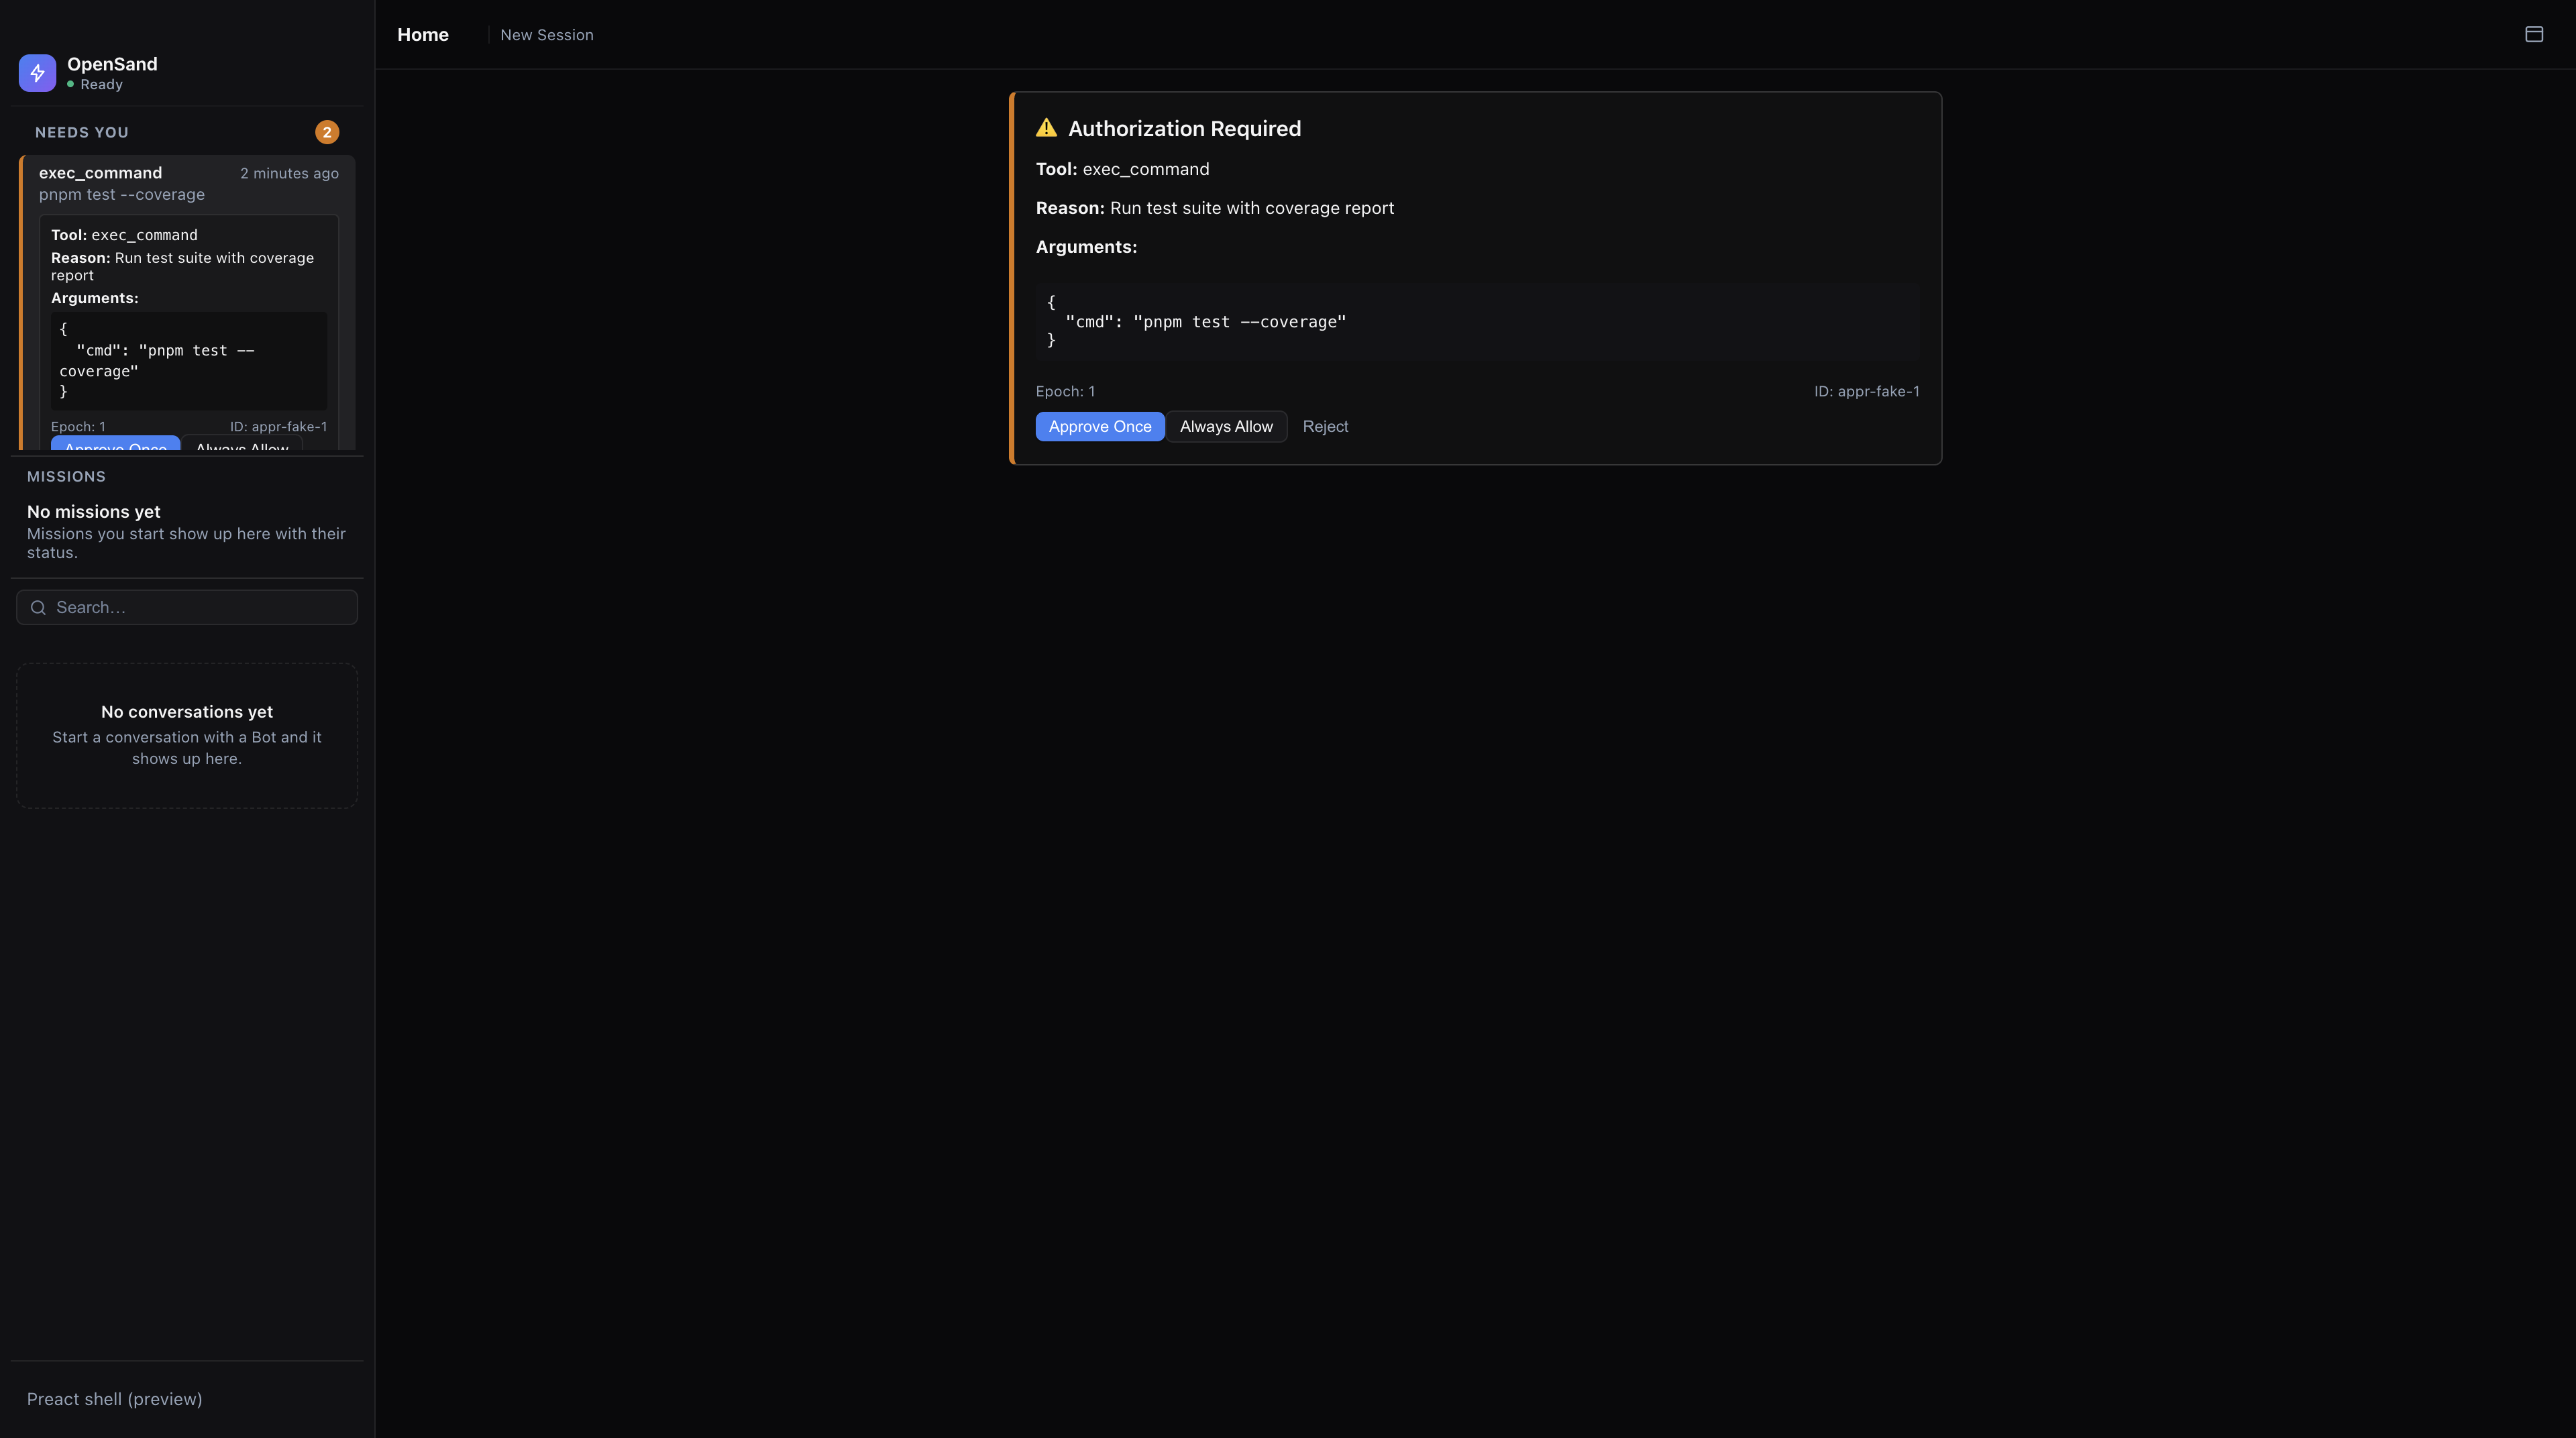 OpenSand
Ready
NEEDS YOU
2
exec_command
2 minutes ago
pnpm test --coverage
Tool: exec_command
Reason: Run test suite with coverage
report
Arguments:
{
"cmd": "pnpm test --
coverage"
}
Epoch: 1
ID: appr-fake-1
Approve Once
Always Allow
MISSIONS
No missions yet
Missions you start show up here with their
status.
Search…
No conversations yet
Start a conversation with a Bot and it
shows up here.
Preact shell (preview)
Home
New Session
Authorization Required
Tool: exec_command
Reason: Run test suite with coverage report
Arguments:
{
"cmd": "pnpm test --coverage"
}
Epoch: 1
ID: appr-fake-1
Approve Once
Always Allow
Reject